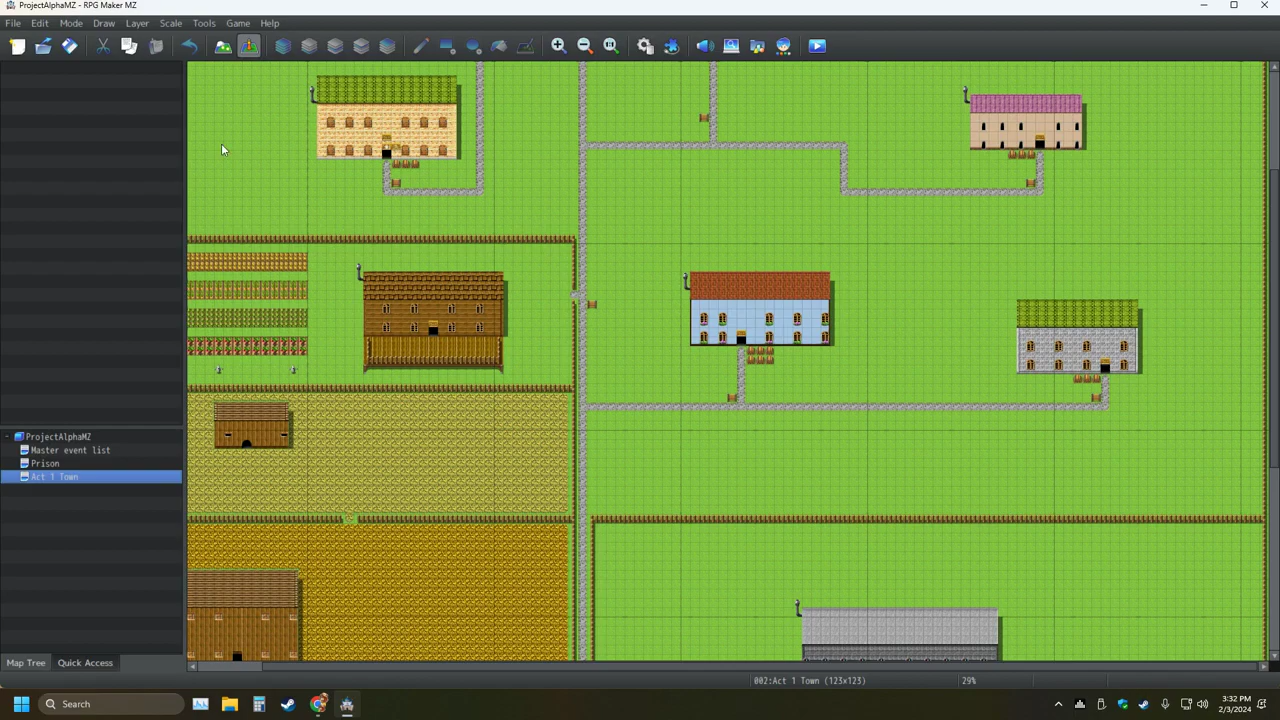 ProjectAlphaMZ - RPG Maker MZ
File Edit Mode Draw Layer Scale Tools Game Help
ProjectAlphaMZ
Master event list
Prison
Act 1 Town
Map Tree Quick Access
002:Act 1 Town (123x123) 29%
Search
3:32 PM
2/3/2024